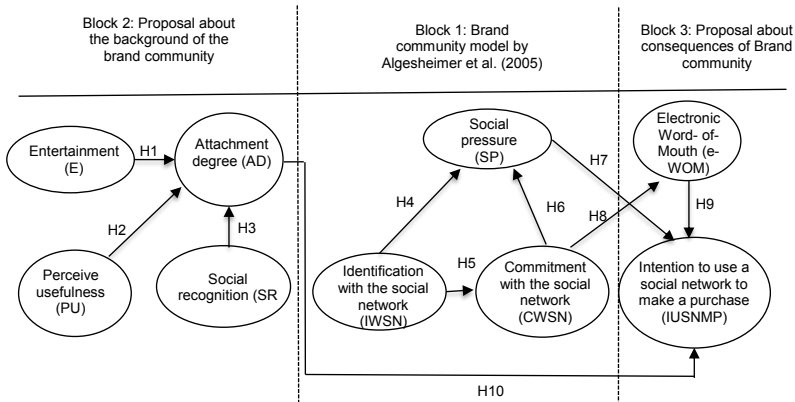 Block 2: Proposal about
the background of the
brand community
Block 1: Brand
community model by
Algesheimer et al. (2005)
Block 3: Proposal about
consequences of Brand
community
Entertainment
(E)
H1
Attachment
degree (AD)
H2
H3
Perceive
usefulness
(PU)
Social
recognition (SR
Social
pressure
(SP)
H4
H5
H6
Identification
with the social
network
(IWSN)
Commitment
with the social
network
(CWSN)
H7
H8
Electronic
Word- of-
Mouth (e-
WOM)
H9
Intention to use a
social network to
make a purchase
(IUSNMP)
H10